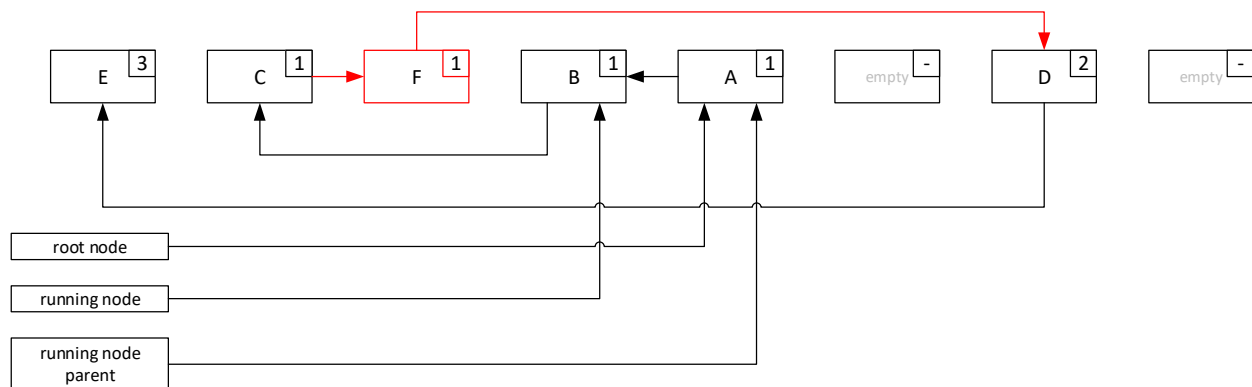 E 3
C 1
F 1
B 1
A 1
empty -
D 2
empty -
root node
running node
running node
parent